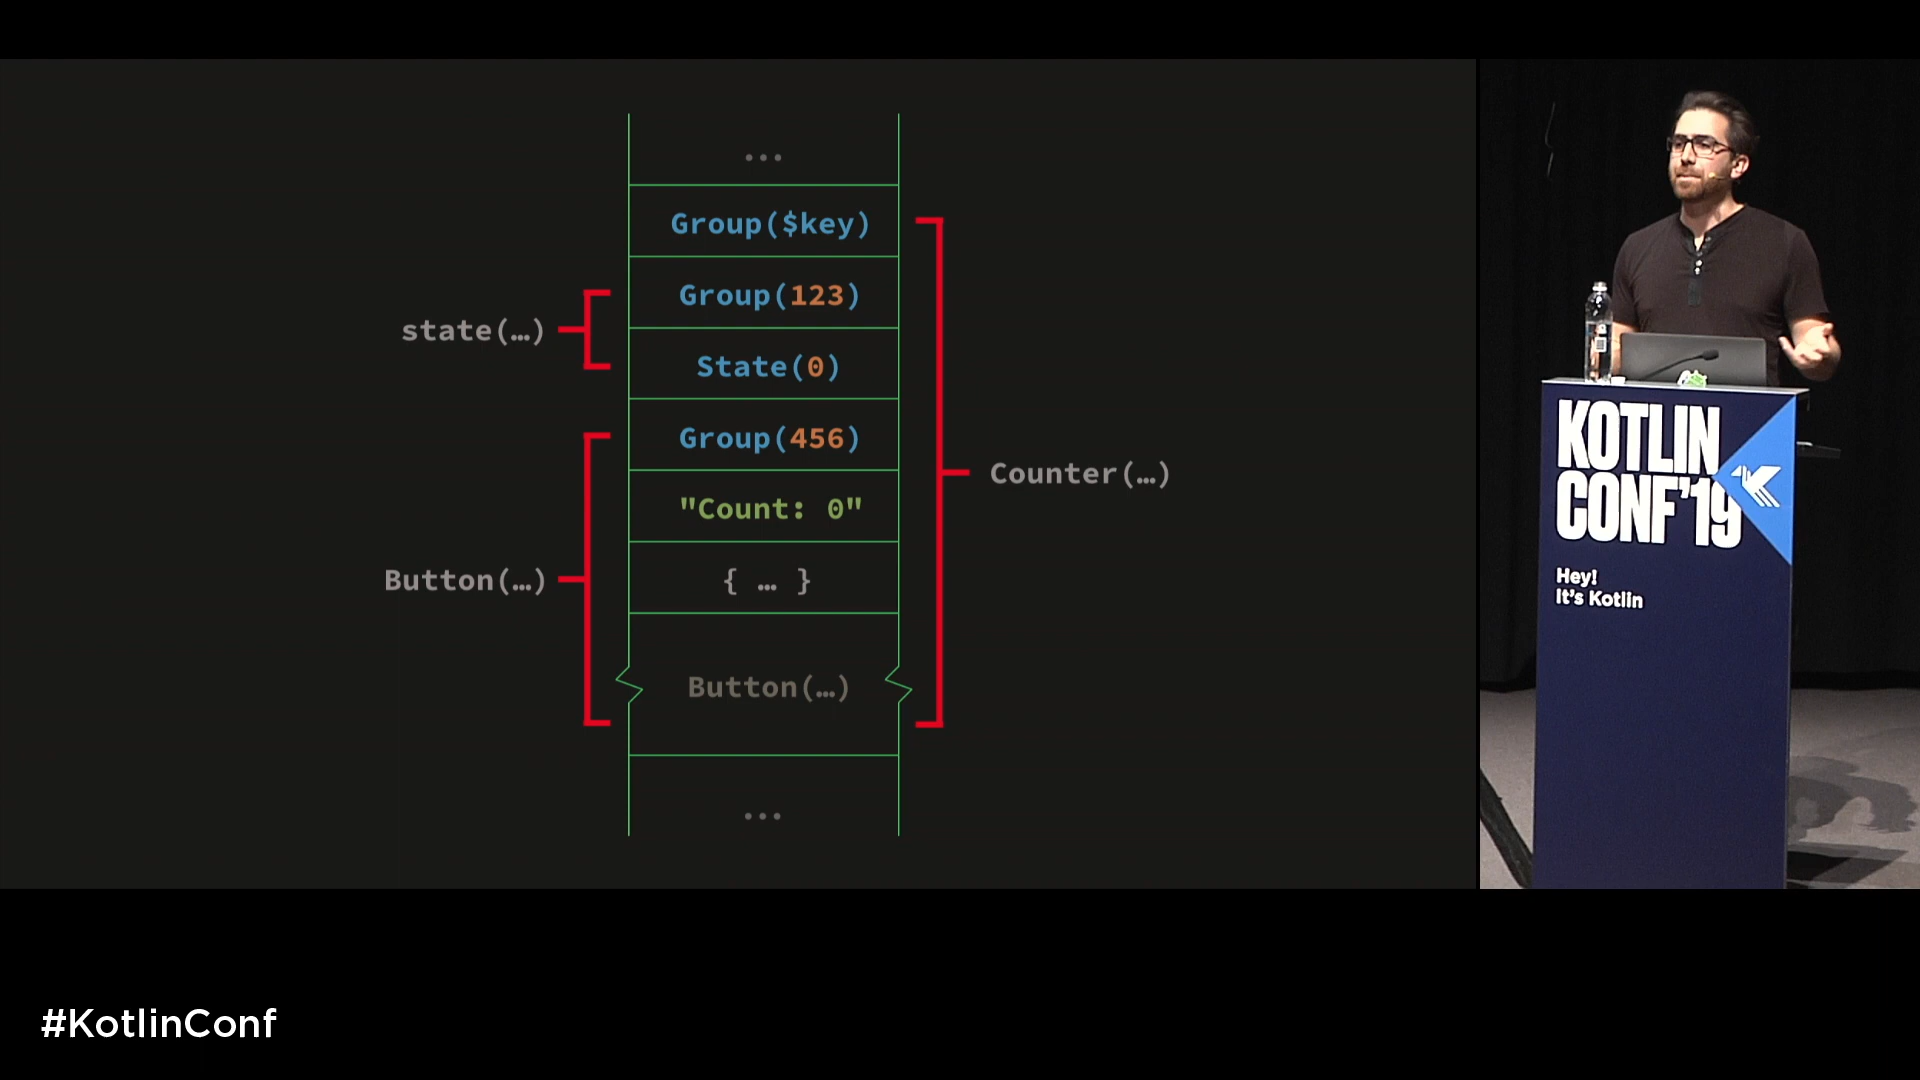 ...
Group($key)
Group(123)
state(…)
State(0)
Group(456)
Counter(…)
"Count: 0"
{ … }
Button(…)
Button(…)
...
KOTLIN
CONF'19
Hey!
It's Kotlin
#KotlinConf